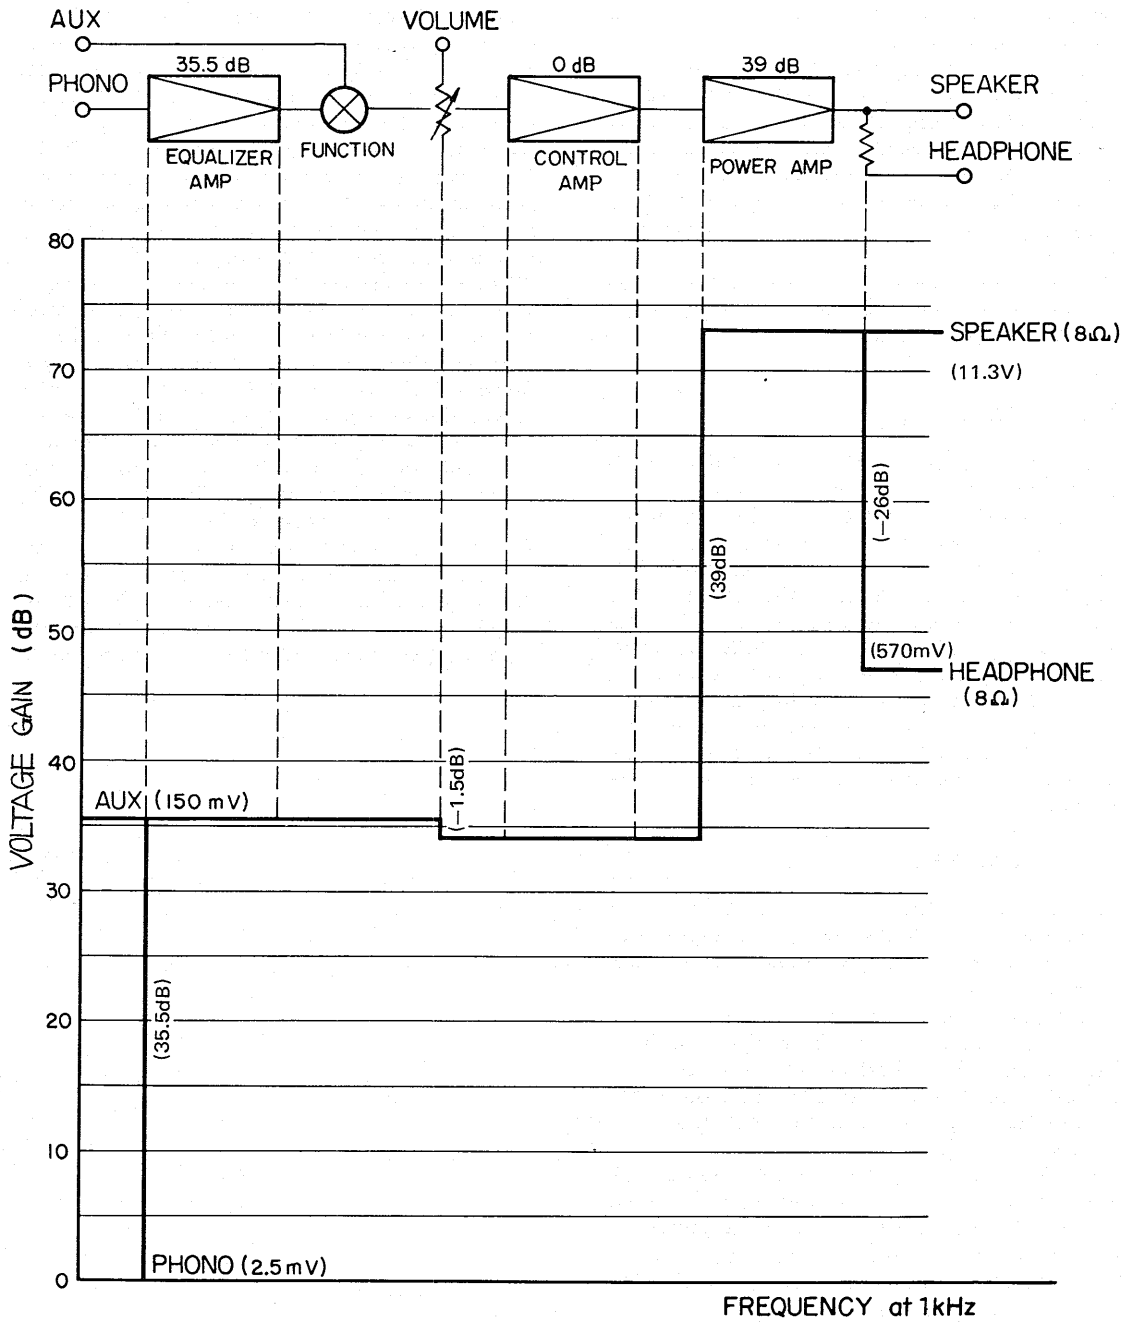 AUX
VOLUME
PHONO
35.5 dB
0 dB
39 dB
SPEAKER
HEADPHONE
EQUALIZER
AMP
FUNCTION
CONTROL
AMP
POWER AMP
80
SPEAKER (8Ω)
70
(11.3V)
60
(−26dB)
(39dB)
50
(570mV)
HEADPHONE
(8Ω)
VOLTAGE GAIN (dB)
40
(−1.5dB)
AUX (150 mV)
30
(35.5dB)
20
10
PHONO (2.5mV)
0
FREQUENCY at 1kHz